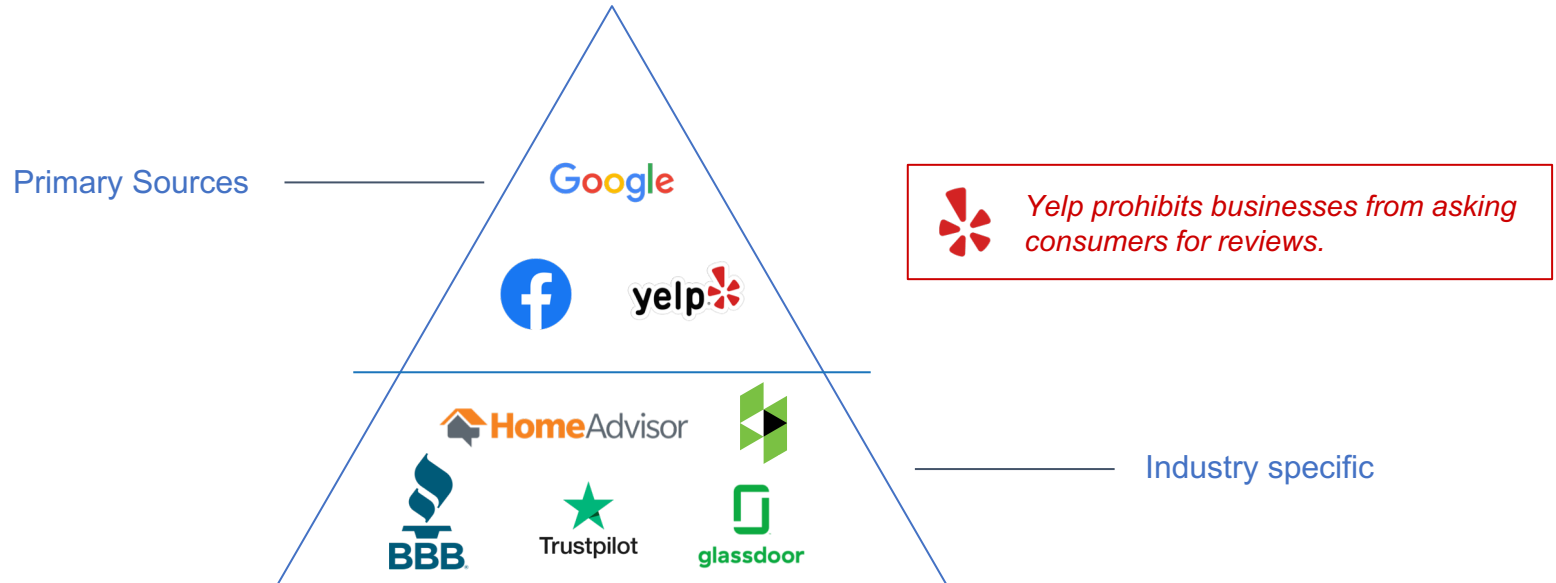 Primary Sources
Google
Yelp prohibits businesses from asking
consumers for reviews.
f
yelp
HomeAdvisor
Industry specific
BBB
Trustpilot
glassdoor